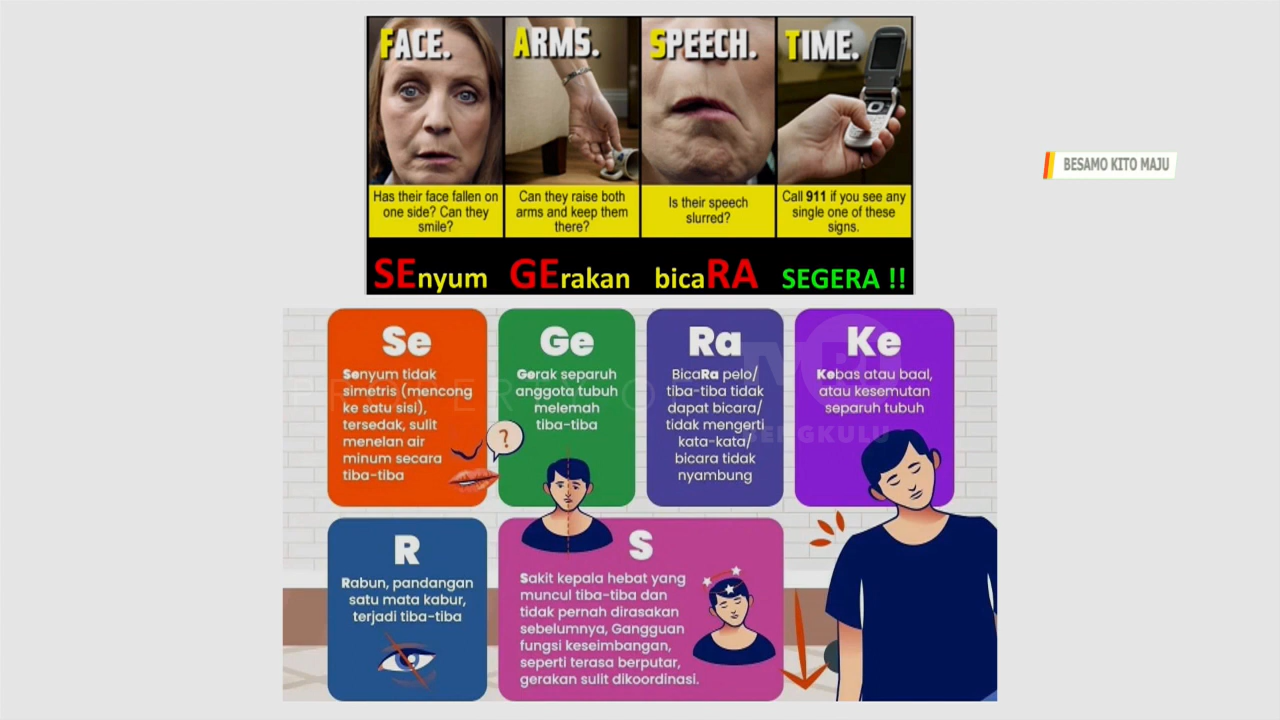 FACE. ARMS. SPEECH. TIME.
Has their face fallen on
one side? Can they
smile?
Can they raise both
arms and keep them
there?
Is their speech
slurred?
Call 911 if you see any
single one of these
signs.
SEnyum GErakan bicaRA SEGERA !!
BESAMO KITO MAJU
Se
Senyum tidak
simetris (mencong
ke satu sisi),
tersedak, sulit
menelan air
minum secara
tiba-tiba
?
Ge
Gerak separuh
anggota tubuh
melemah
tiba-tiba
Ra
BicaRa pelo/
tiba-tiba tidak
dapat bicara/
tidak mengerti
kata-kata/
bicara tidak
nyambung
Ke
Kebas atau baal,
atau kesemutan
separuh tubuh
R
Rabun, pandangan
satu mata kabur,
terjadi tiba-tiba
S
Sakit kepala hebat yang
muncul tiba-tiba dan
tidak pernah dirasakan
sebelumnya, Gangguan
fungsi keseimbangan,
seperti terasa berputar,
gerakan sulit dikoordinasi.